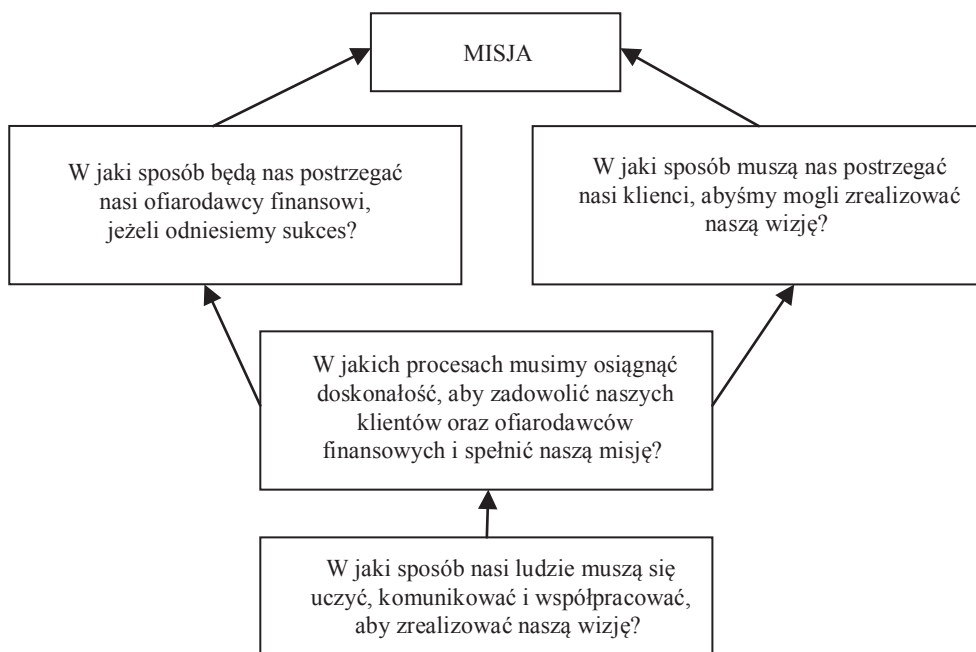 MISJA
W jaki sposób będą nas postrzegać
nasi ofiarodawcy finansowi,
jeżeli odniesiemy sukces?
W jaki sposób muszą nas postrzegać
nasi klienci, abyśmy mogli zrealizować
naszą wizję?
W jakich procesach musimy osiągnąć
doskonałość, aby zadowolić naszych
klientów oraz ofiarodawców
finansowych i spełnić naszą misję?
W jaki sposób nasi ludzie muszą się
uczyć, komunikować i współpracować,
aby zrealizować naszą wizję?